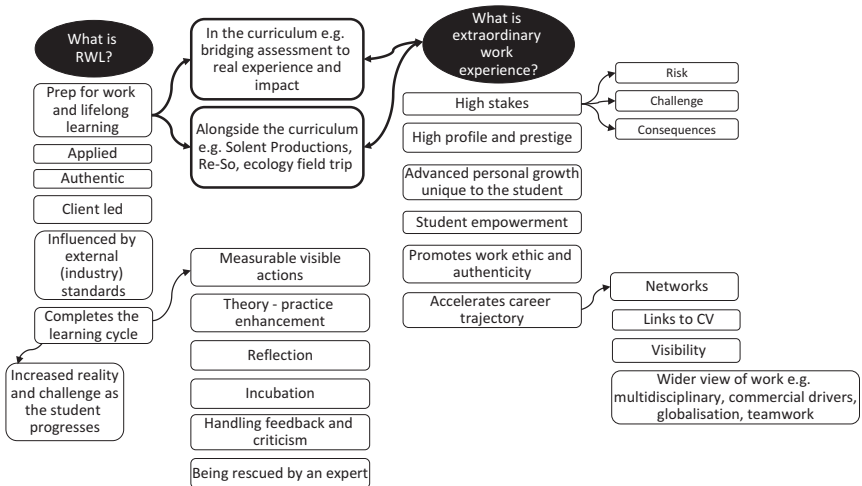 What is
RWL?
Prep for work
and lifelong
learning
Applied
Authentic
Client led
Influenced by
external
(industry)
standards
Completes the
learning cycle
Increased reality
and challenge as
the student
progresses
In the curriculum e.g.
bridging assessment to
real experience and
impact
Alongside the curriculum
e.g. Solent Productions,
Re-So, ecology field trip
Measurable visible
actions
Theory - practice
enhancement
Reflection
Incubation
Handling feedback and
criticism
Being rescued by an expert
What is
extraordinary
work
experience?
High stakes
High profile and prestige
Advanced personal growth
unique to the student
Student empowerment
Promotes work ethic and
authenticity
Accelerates career
trajectory
Risk
Challenge
Consequences
Networks
Links to CV
Visibility
Wider view of work e.g.
multidisciplinary, commercial drivers,
globalisation, teamwork